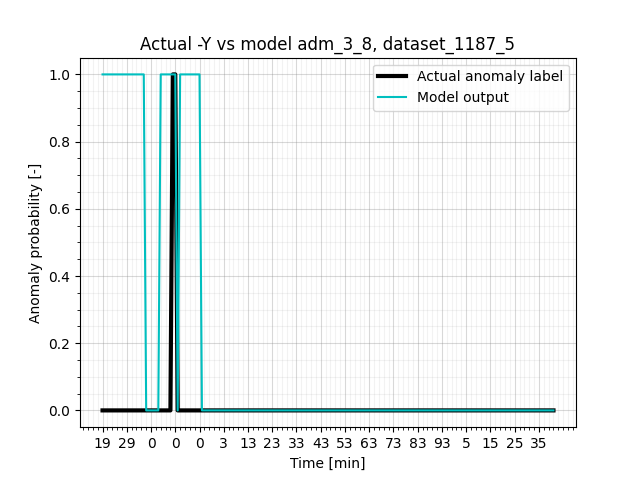 Actual -Y vs model adm_3_8, dataset_1187_5
Actual anomaly label
Model output
Anomaly probability [-]
1.0
0.8
0.6
0.4
0.2
0.0
19 29 0 0 0 3 13 23 33 43 53 63 73 83 93 5 15 25 35
Time [min]